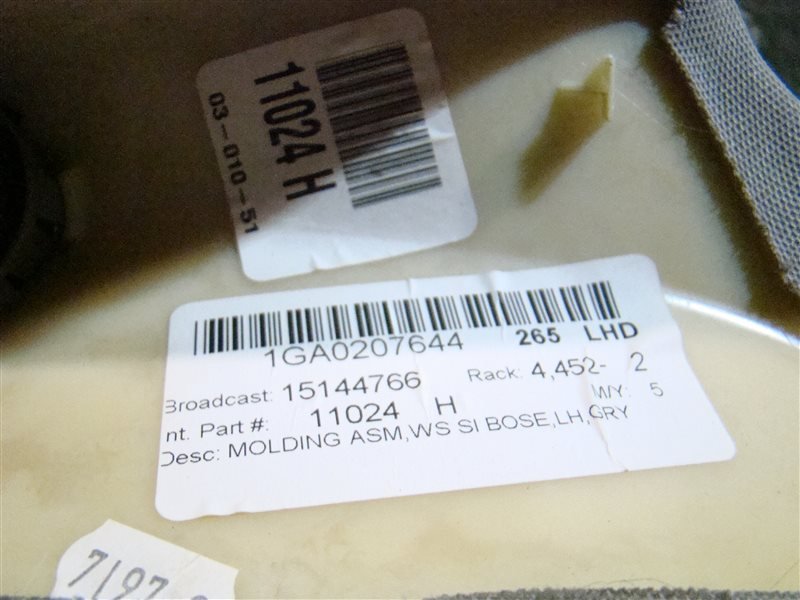 11024 H
03-010-51
1GA0207644 265 LHD
Broadcast: 15144766 Rack: 4,452- 2
nt. Part #: 11024 H M/Y: 5
Desc: MOLDING ASM,WS SI BOSE,LH,GRY